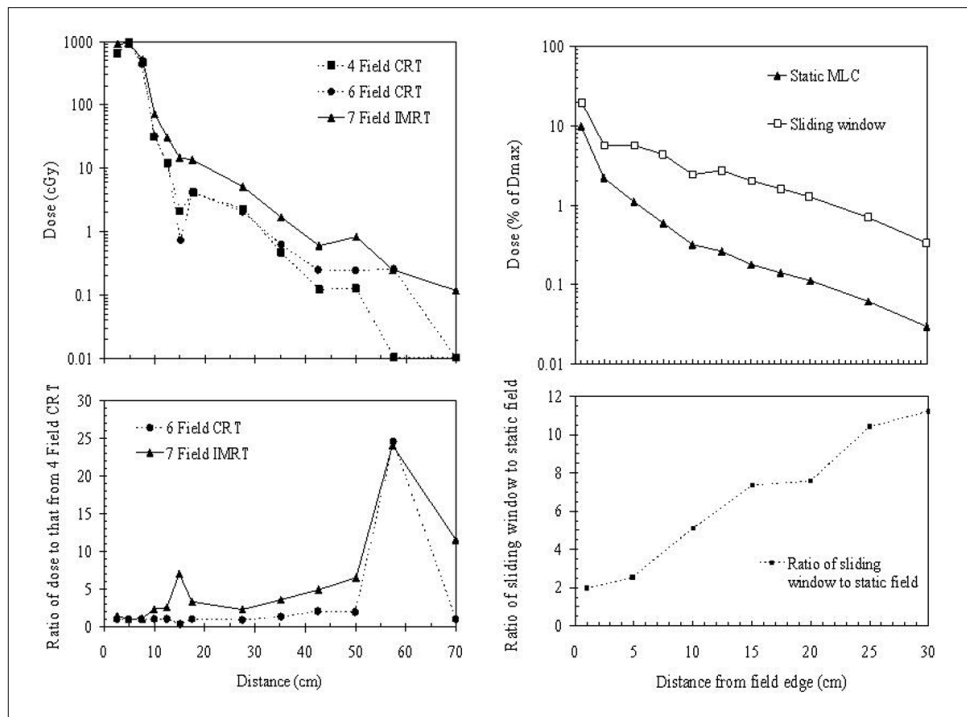 1000
100
10
1
0.1
0.01
Dose (cGy)
4 Field CRT
6 Field CRT
7 Field IMRT
100
10
1
0.1
0.01
Dose (% of Dmax)
Static MLC
Sliding window
30
25
20
15
10
5
0
Ratio of dose to that from 4 Field CRT
6 Field CRT
7 Field IMRT
0 10 20 30 40 50 60 70
Distance (cm)
12
10
8
6
4
2
0
Ratio of sliding window to static field
Ratio of sliding
window to static field
0 5 10 15 20 25 30
Distance from field edge (cm)